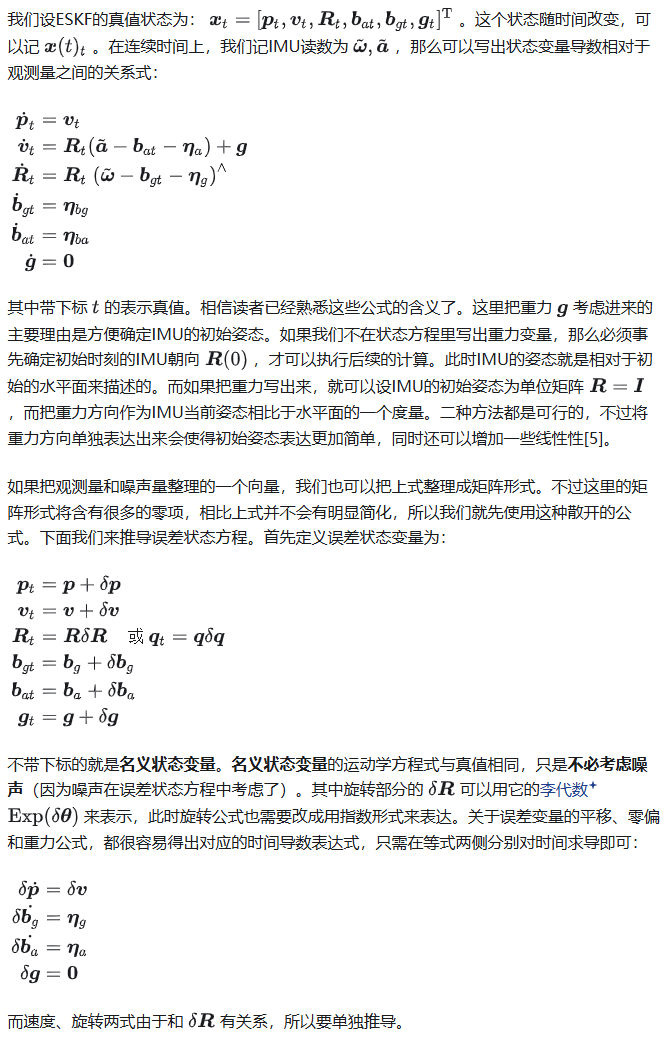 我们设ESKF的真值状态为： $\boldsymbol{x}_t = [\boldsymbol{p}_t, \boldsymbol{v}_t, \boldsymbol{R}_t, \boldsymbol{b}_{at}, \boldsymbol{b}_{gt}, \boldsymbol{g}_t]^{\mathrm{T}}$ 。这个状态随时间改变，可
以记 $\boldsymbol{x}(t)_t$ 。在连续时间上，我们记IMU读数为 $\tilde{\boldsymbol{\omega}}, \tilde{\boldsymbol{a}}$ ，那么可以写出状态变量导数相对于
观测量之间的关系式：
$\dot{\boldsymbol{p}}_t = \boldsymbol{v}_t$
$\dot{\boldsymbol{v}}_t = \boldsymbol{R}_t(\tilde{\boldsymbol{a}} - \boldsymbol{b}_{at} - \boldsymbol{\eta}_a) + \boldsymbol{g}$
$\dot{\boldsymbol{R}}_t = \boldsymbol{R}_t (\tilde{\boldsymbol{\omega}} - \boldsymbol{b}_{gt} - \boldsymbol{\eta}_g)^{\wedge}$
$\dot{\boldsymbol{b}}_{gt} = \boldsymbol{\eta}_{bg}$
$\dot{\boldsymbol{b}}_{at} = \boldsymbol{\eta}_{ba}$
$\dot{\boldsymbol{g}} = \boldsymbol{0}$
其中带下标 $t$ 的表示真值。相信读者已经熟悉这些公式的含义了。这里把重力 $\boldsymbol{g}$ 考虑进来的
主要理由是方便确定IMU的初始姿态。如果我们不在状态方程里写出重力变量，那么必须事
先确定初始时刻的IMU朝向 $\boldsymbol{R}(0)$ ，才可以执行后续的计算。此时IMU的姿态就是相对于初
始的水平面来描述的。而如果把重力写出来，就可以设IMU的初始姿态为单位矩阵 $\boldsymbol{R} = \boldsymbol{I}$
，而把重力方向作为IMU当前姿态相比于水平面的一个度量。二种方法都是可行的，不过将
重力方向单独表达出来会使得初始姿态表达更加简单，同时还可以增加一些线性性[5]。
如果把观测量和噪声量整理的一个向量，我们也可以把上式整理成矩阵形式。不过这里的矩
阵形式将含有很多的零项，相比上式并不会有明显简化，所以我们就先使用这种散开的公
式。下面我们来推导误差状态方程。首先定义误差状态变量为：
$\boldsymbol{p}_t = \boldsymbol{p} + \delta\boldsymbol{p}$
$\boldsymbol{v}_t = \boldsymbol{v} + \delta\boldsymbol{v}$
$\boldsymbol{R}_t = \boldsymbol{R}\delta\boldsymbol{R}$ 或 $\boldsymbol{q}_t = \boldsymbol{q}\delta\boldsymbol{q}$
$\boldsymbol{b}_{gt} = \boldsymbol{b}_g + \delta\boldsymbol{b}_g$
$\boldsymbol{b}_{at} = \boldsymbol{b}_a + \delta\boldsymbol{b}_a$
$\boldsymbol{g}_t = \boldsymbol{g} + \delta\boldsymbol{g}$
不带下标的就是名义状态变量。名义状态变量的运动学方程式与真值相同，只是不必考虑噪
声（因为噪声在误差状态方程中考虑了）。其中旋转部分的 $\delta\boldsymbol{R}$ 可以用它的李代数
$\mathrm{Exp}(\delta\boldsymbol{\theta})$ 来表示，此时旋转公式也需要改成用指数形式来表达。关于误差变量的平移、零偏
和重力公式，都很容易得出对应的时间导数表达式，只需在等式两侧分别对时间求导即可：
$\delta\dot{\boldsymbol{p}} = \delta\boldsymbol{v}$
$\delta\dot{\boldsymbol{b}_g} = \boldsymbol{\eta}_g$
$\delta\dot{\boldsymbol{b}_a} = \boldsymbol{\eta}_a$
$\delta\boldsymbol{g} = \boldsymbol{0}$
而速度、旋转两式由于和 $\delta\boldsymbol{R}$ 有关系，所以要单独推导。